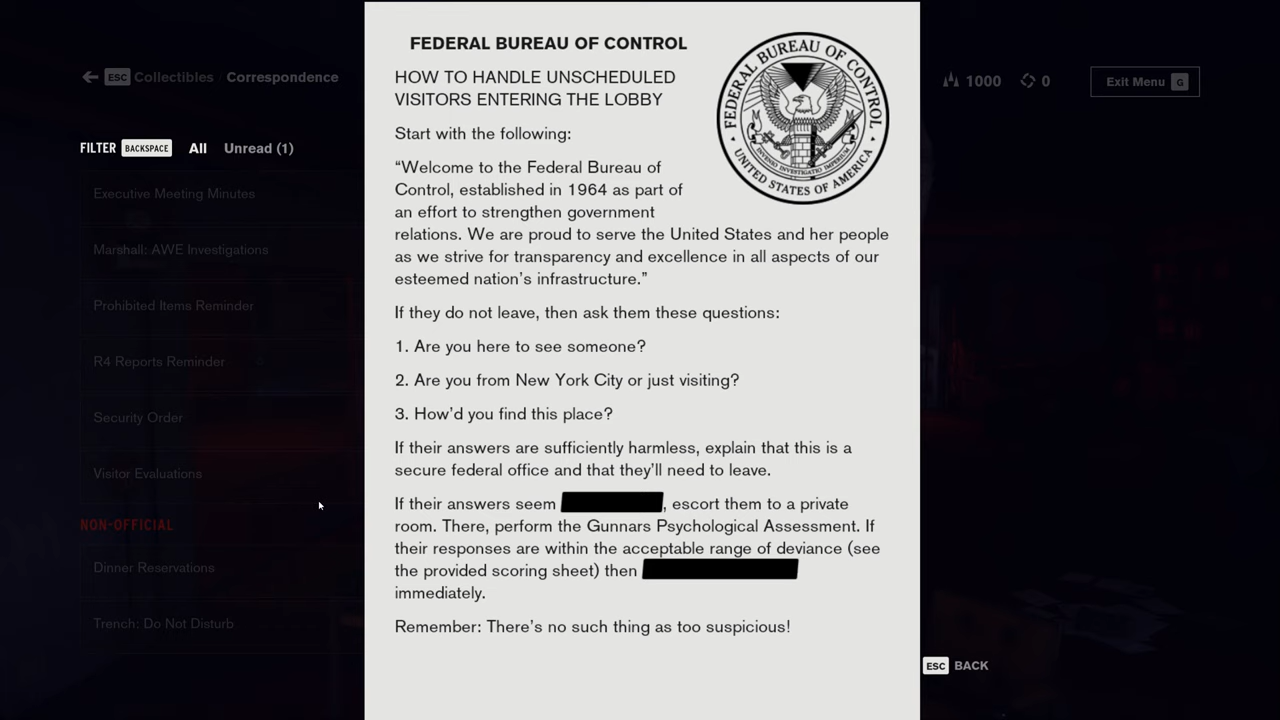 ESC Collectibles / Correspondence
1000
0
Exit Menu G
FILTER BACKSPACE All Unread (1)
Executive Meeting Minutes
Marshall: AWE Investigations
Prohibited Items Reminder
R4 Reports Reminder
Security Order
Visitor Evaluations
NON-OFFICIAL
Dinner Reservations
Trench: Do Not Disturb
FEDERAL BUREAU OF CONTROL
HOW TO HANDLE UNSCHEDULED
VISITORS ENTERING THE LOBBY
FEDERAL BUREAU OF CONTROL
INVENIO INVESTIGATIO IMPERIUM
UNITED STATES OF AMERICA
Start with the following:
“Welcome to the Federal Bureau of
Control, established in 1964 as part of
an effort to strengthen government
relations. We are proud to serve the United States and her people
as we strive for transparency and excellence in all aspects of our
esteemed nation’s infrastructure.”
If they do not leave, then ask them these questions:
1. Are you here to see someone?
2. Are you from New York City or just visiting?
3. How’d you find this place?
If their answers are sufficiently harmless, explain that this is a
secure federal office and that they’ll need to leave.
If their answers seem , escort them to a private
room. There, perform the Gunnars Psychological Assessment. If
their responses are within the acceptable range of deviance (see
the provided scoring sheet) then
immediately.
Remember: There’s no such thing as too suspicious!
ESC BACK